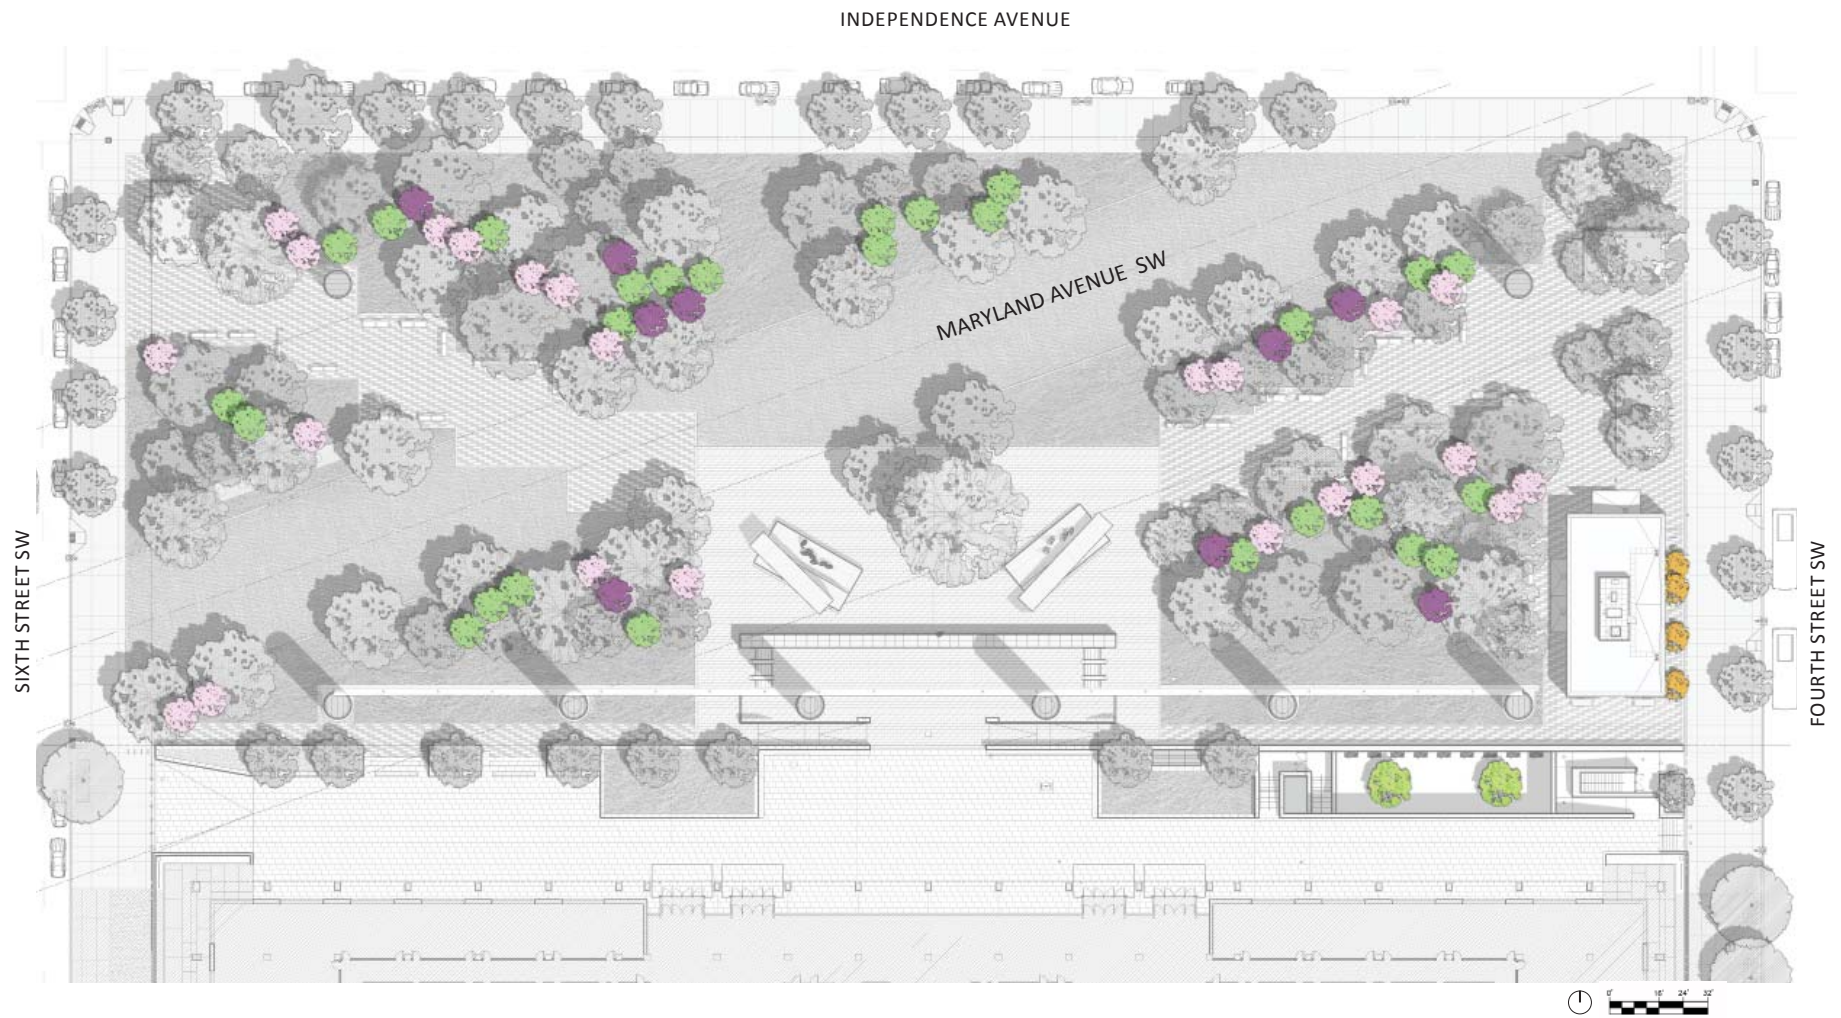 INDEPENDENCE AVENUE
MARYLAND AVENUE SW
SIXTH STREET SW
FOURTH STREET SW
0' 16' 24' 32'